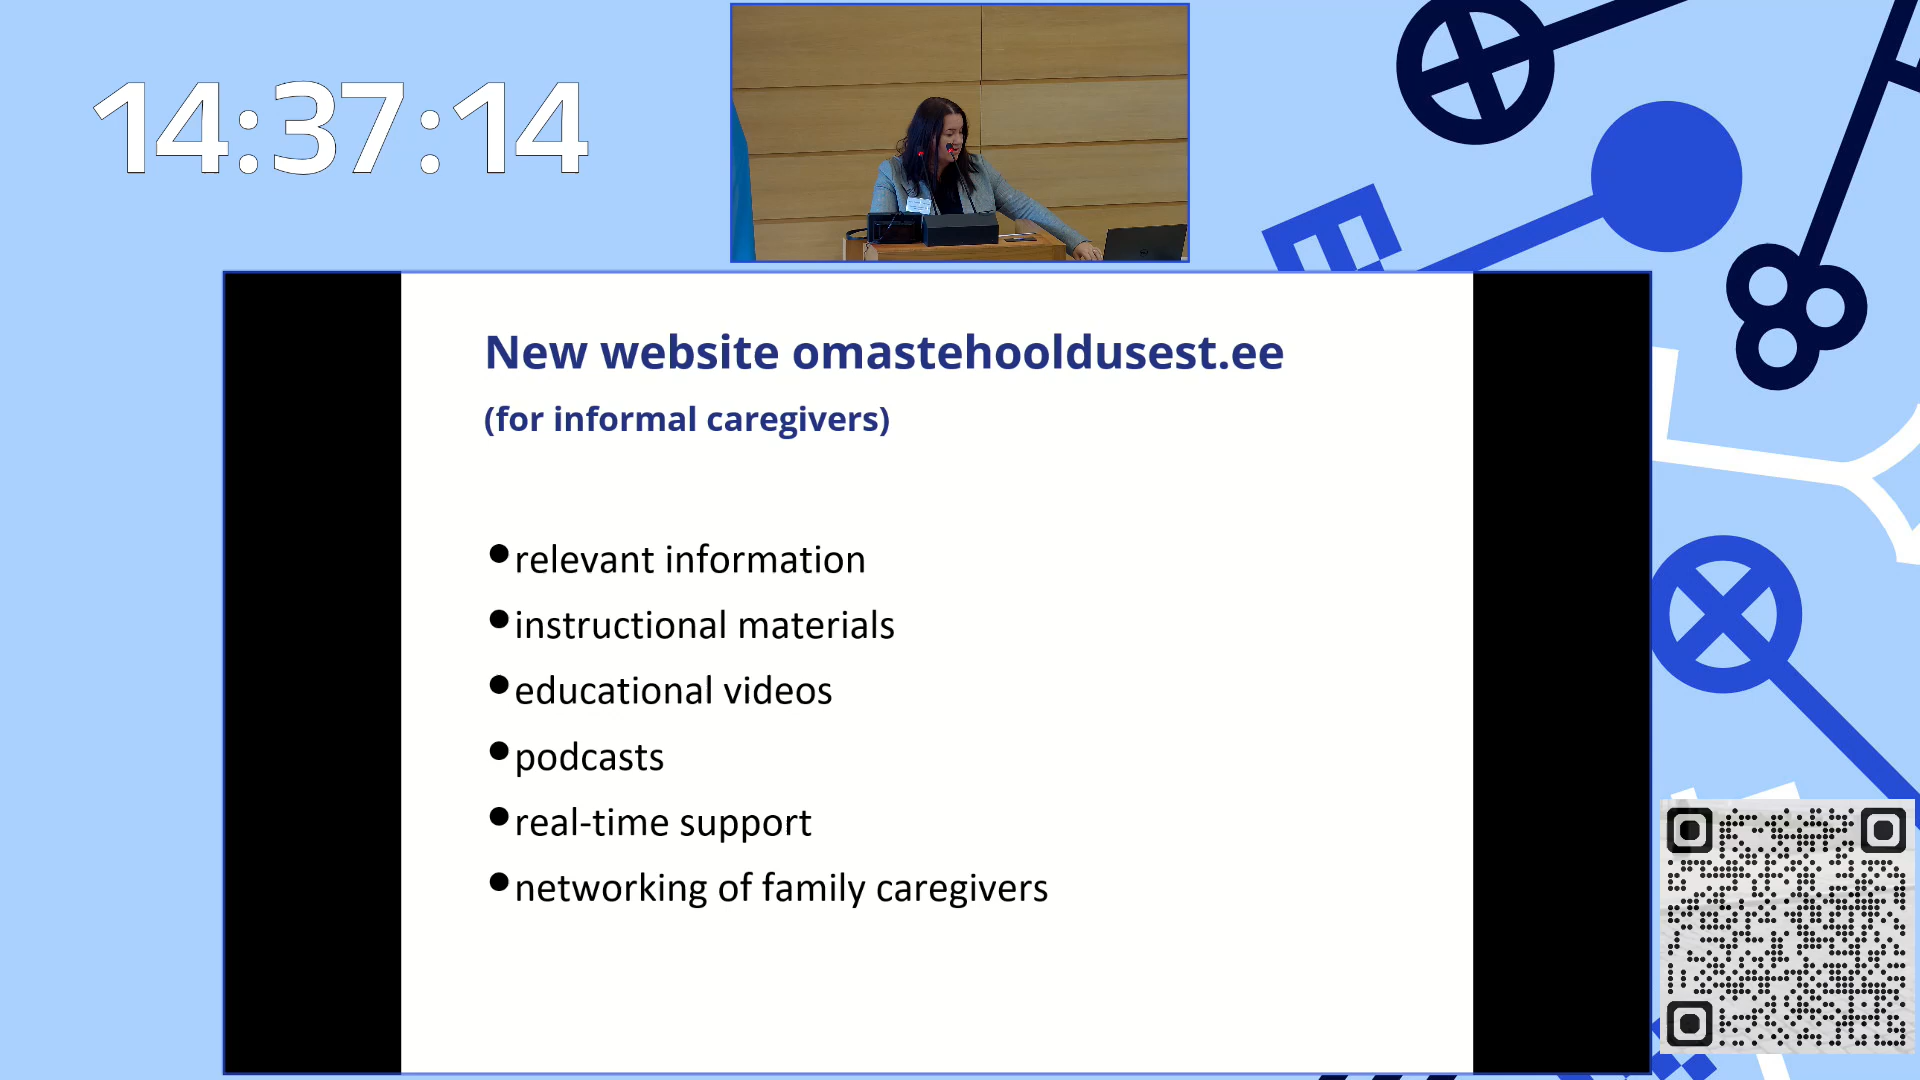 14:37:14
New website omastehooldusest.ee
(for informal caregivers)
•relevant information
•instructional materials
•educational videos
•podcasts
•real-time support
•networking of family caregivers